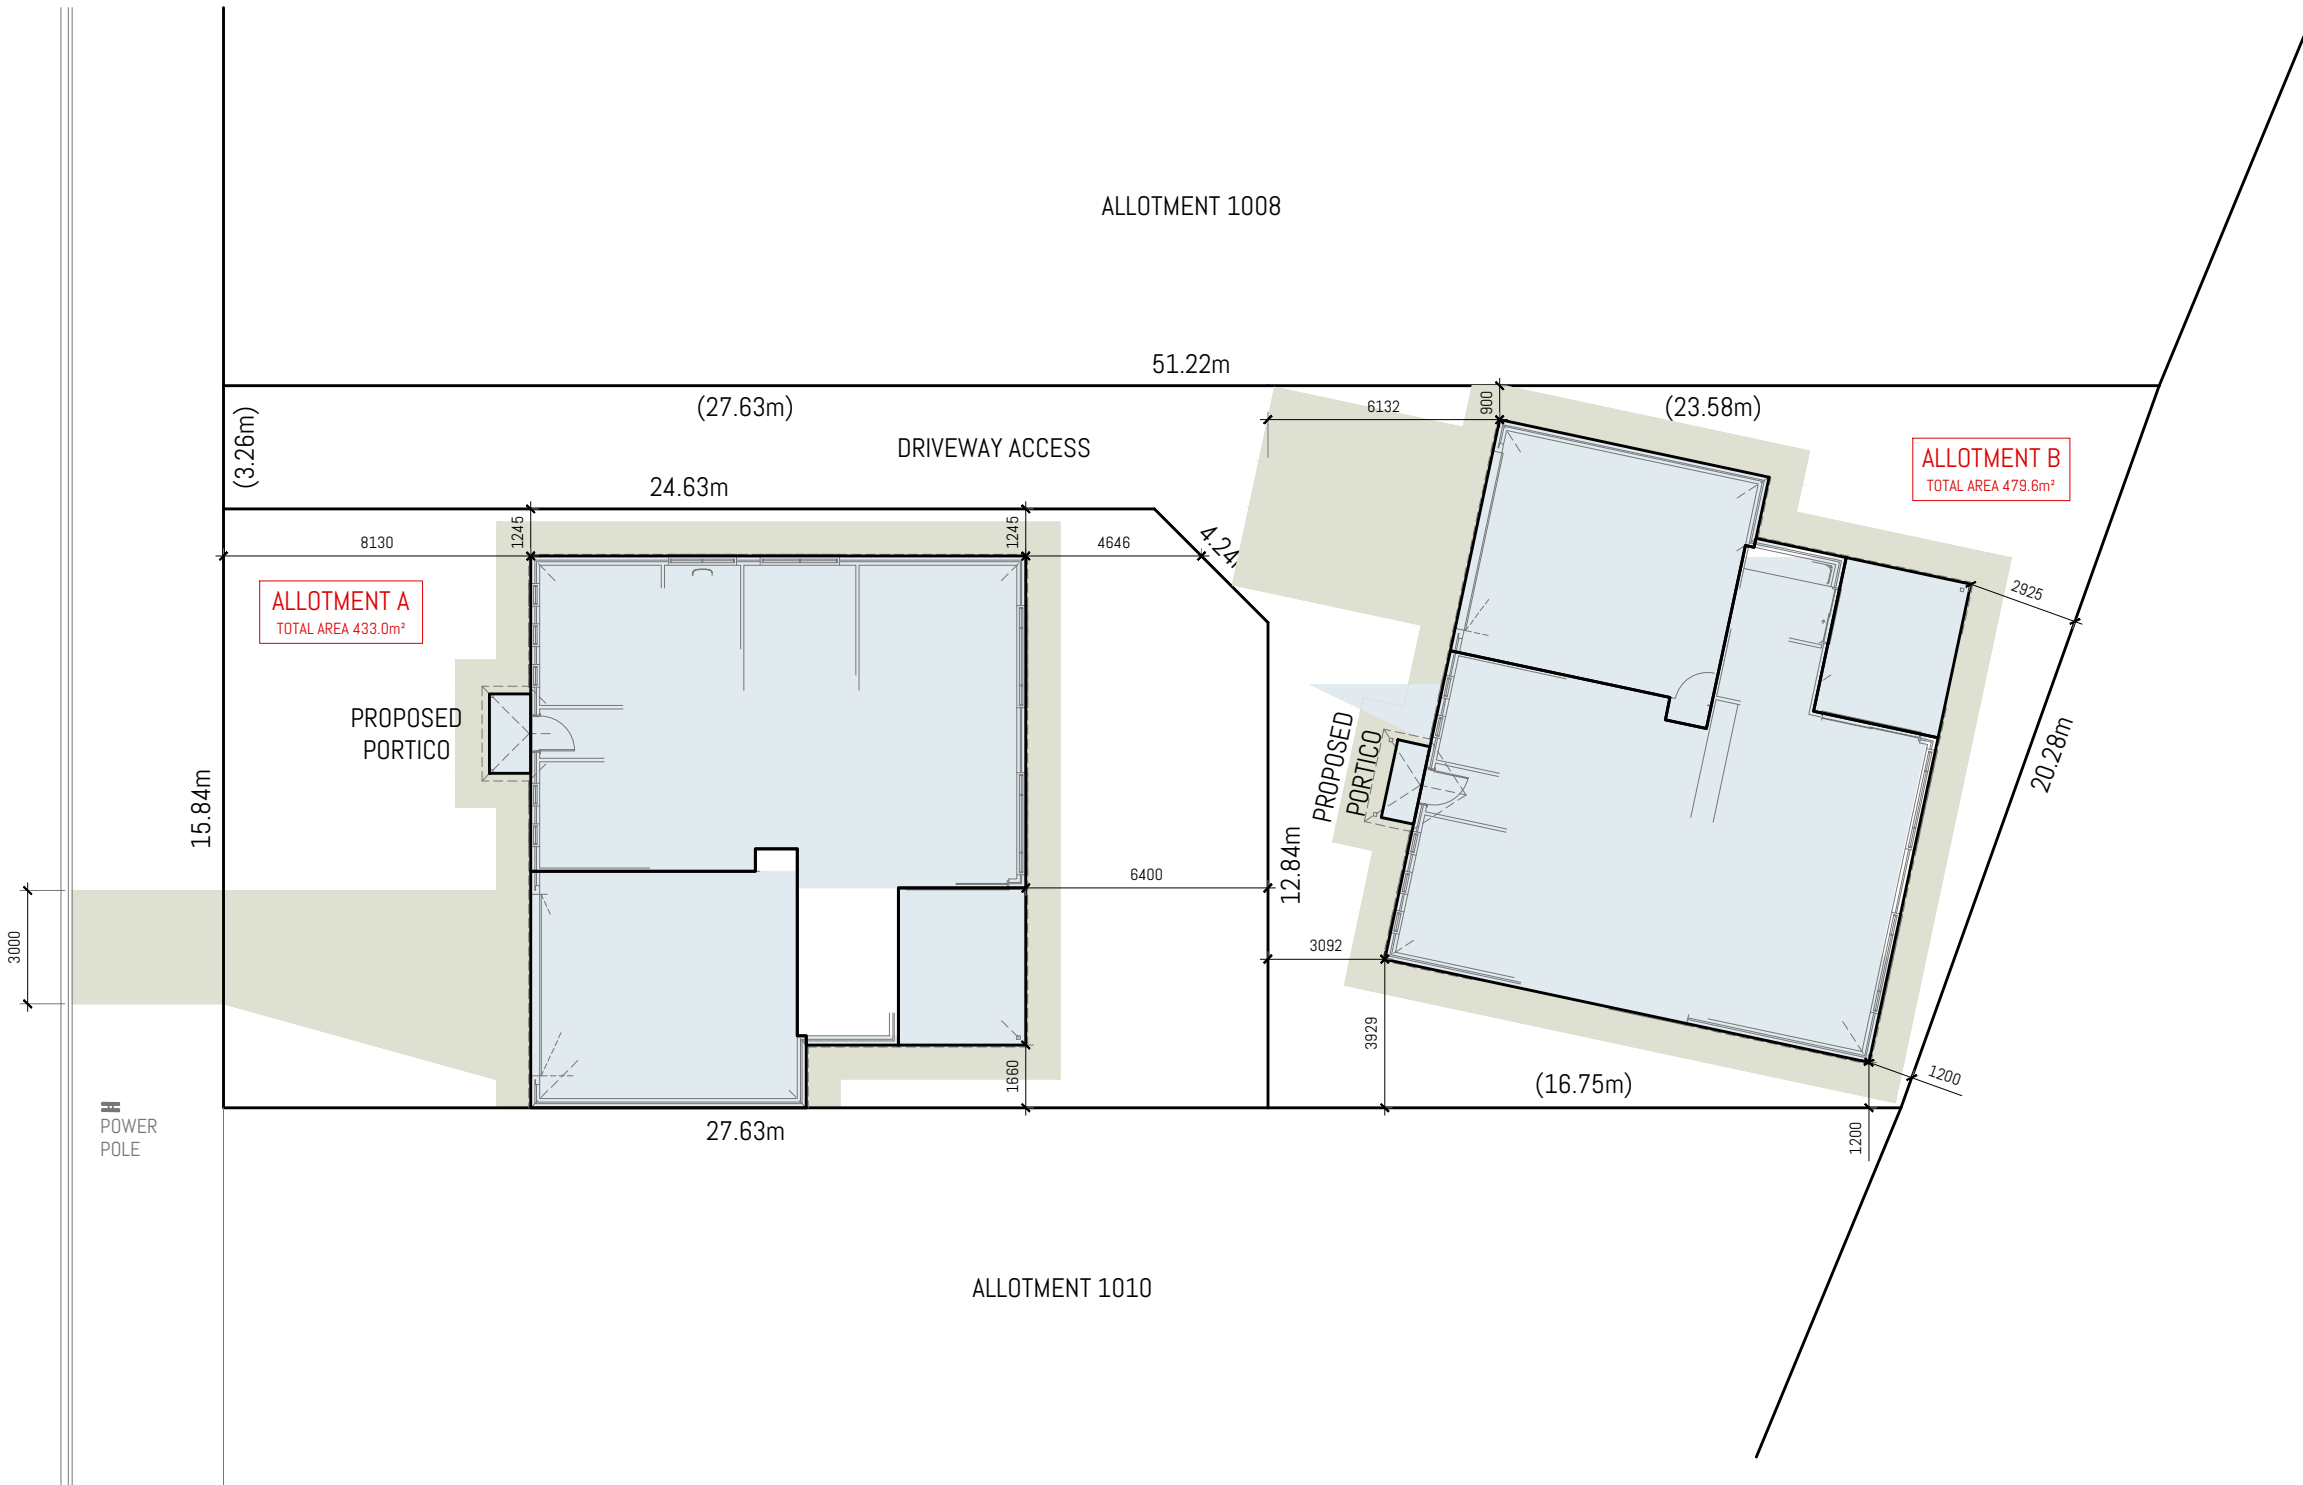 ALLOTMENT 1008
51.22m
(27.63m)
(23.58m)
(3.26m)
DRIVEWAY ACCESS
6132
900
24.63m
ALLOTMENT B
TOTAL AREA 479.6m²
1245
1245
8130
4646
ALLOTMENT A
TOTAL AREA 433.0m²
2925
PROPOSED
PORTICO
PROPOSED
PORTICO
15.84m
20.28m
12.84m
6400
3000
3092
3929
1660
(16.75m)
1200
1200
POWER
POLE
27.63m
ALLOTMENT 1010